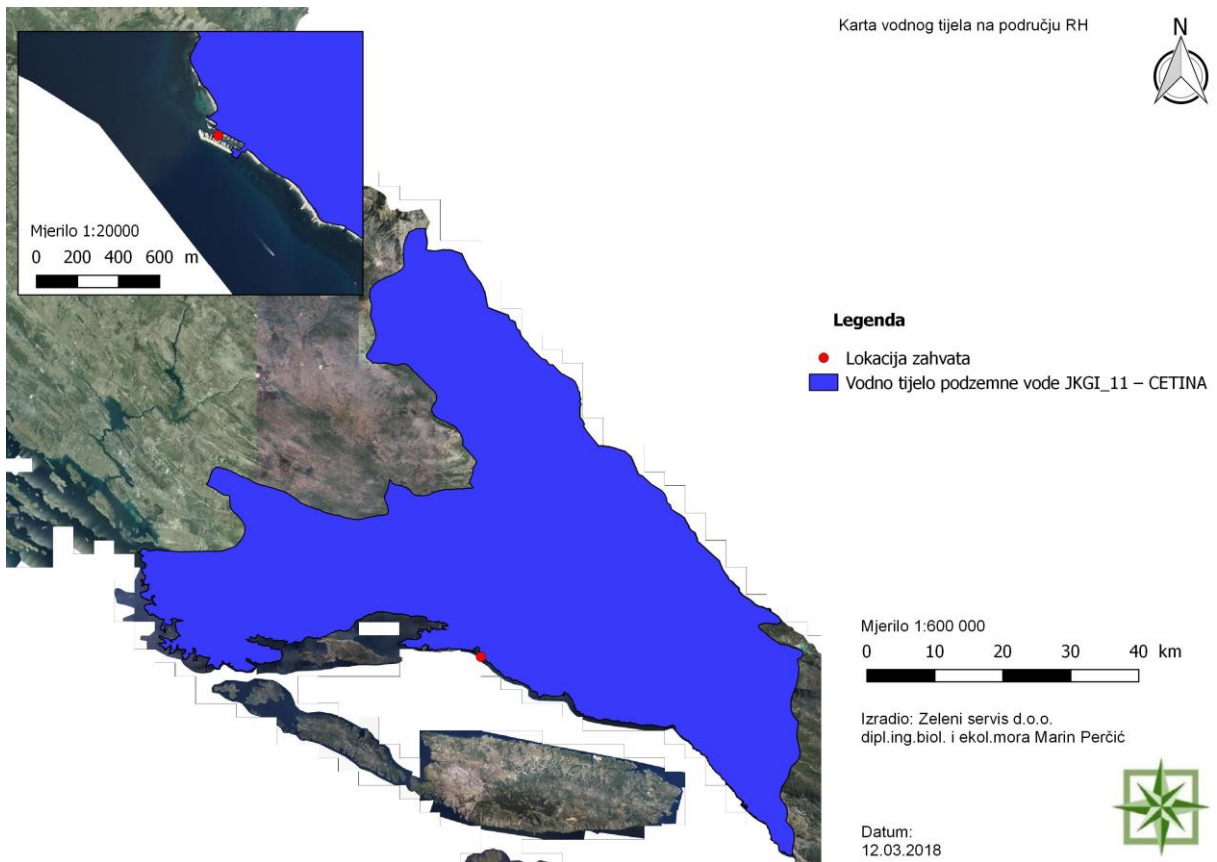 Karta vodnog tijela na području RH
N
Mjerilo 1:20000
0 200 400 600 m
Legenda
Lokacija zahvata
Vodno tijelo podzemne vode JKGI_11 – CETINA
Mjerilo 1:600 000
0 10 20 30 40 km
Izradio: Zeleni servis d.o.o.
dipl.ing.biol. i ekol.mora Marin Perčić
Datum:
12.03.2018